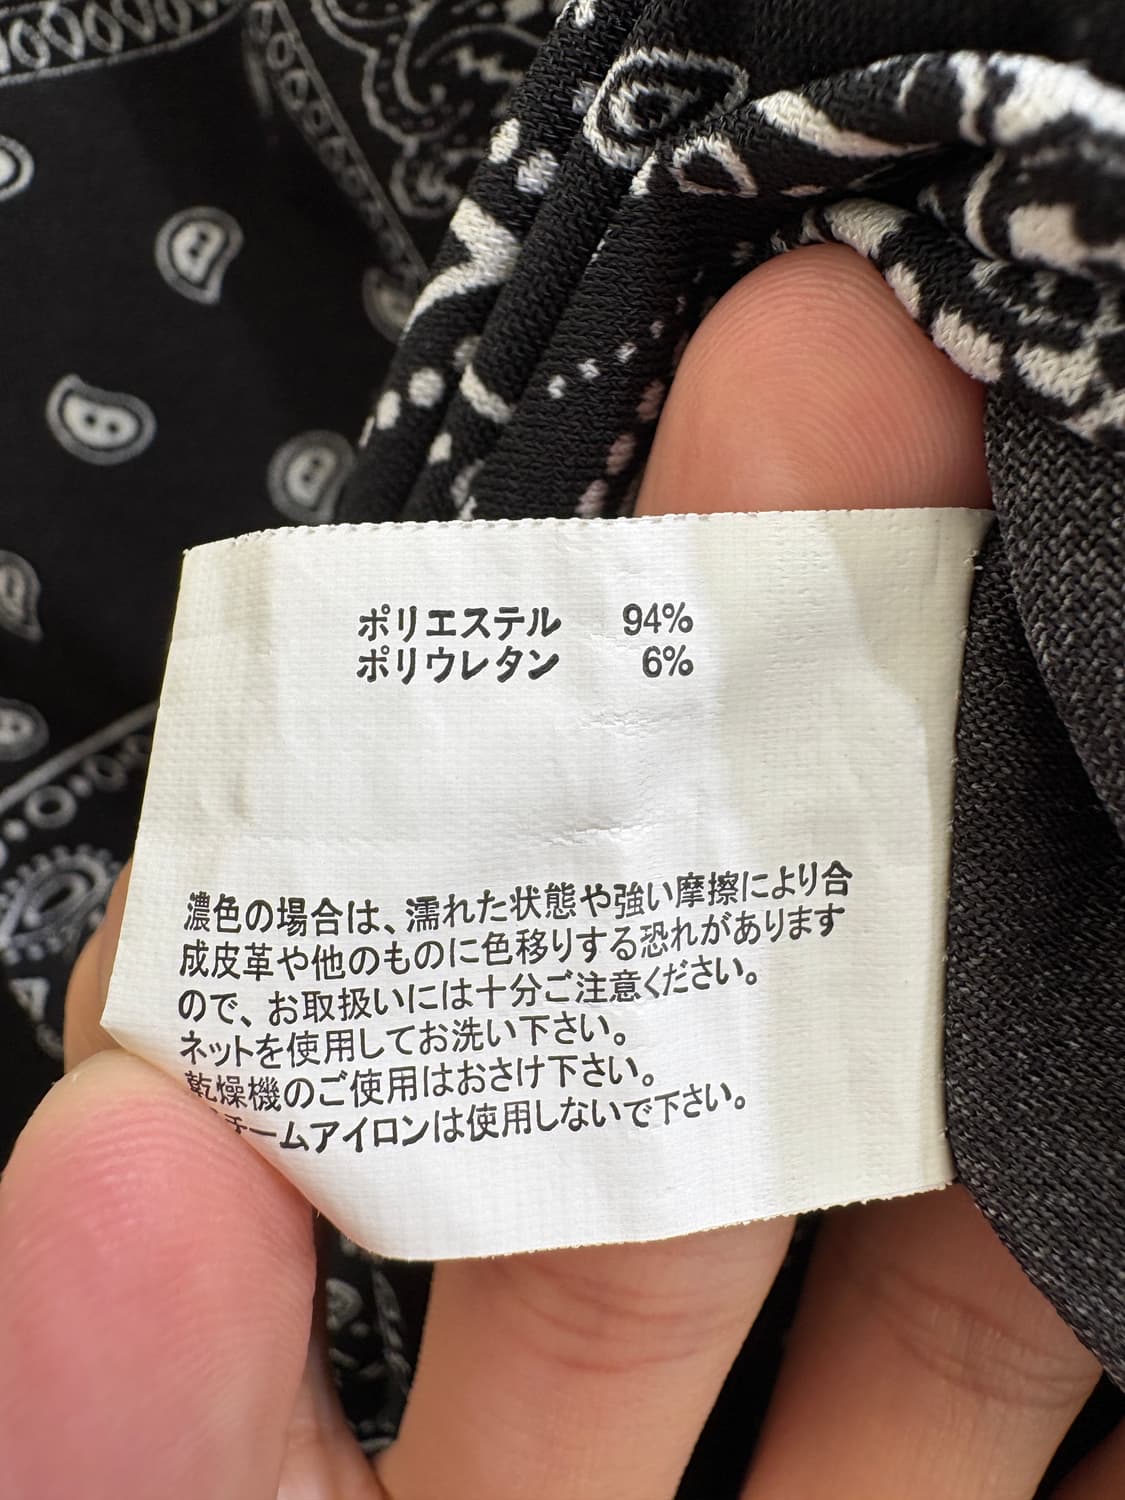 ポリエステル 94%
ポリウレタン 6%
濃色の場合は、濡れた状態や強い摩擦により合
成皮革や他のものに色移りする恐れがあります
ので、お取扱いには十分ご注意ください。
ネットを使用してお洗い下さい。
乾燥機のご使用はおさけ下さい。
チームアイロンは使用しないで下さい。